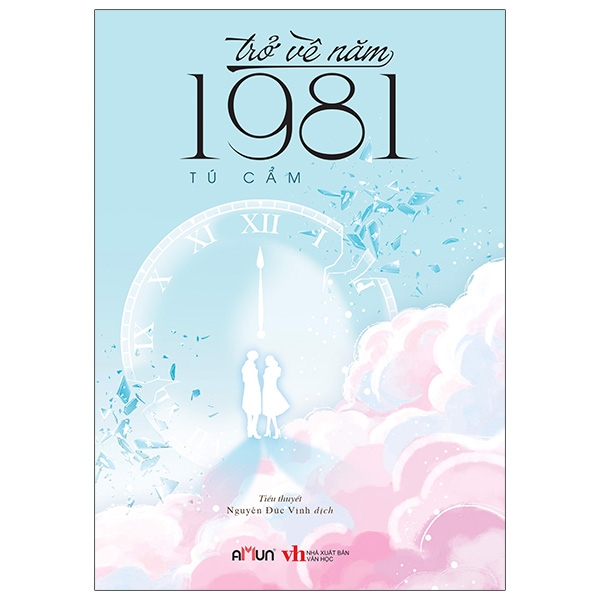 trở về năm
1981
TÚ CẨM
XII
I
XI
X
IX
Tiểu thuyết
Nguyễn Đức Vịnh dịch
AMUN
vh NHÀ XUẤT BẢN
VĂN HỌC